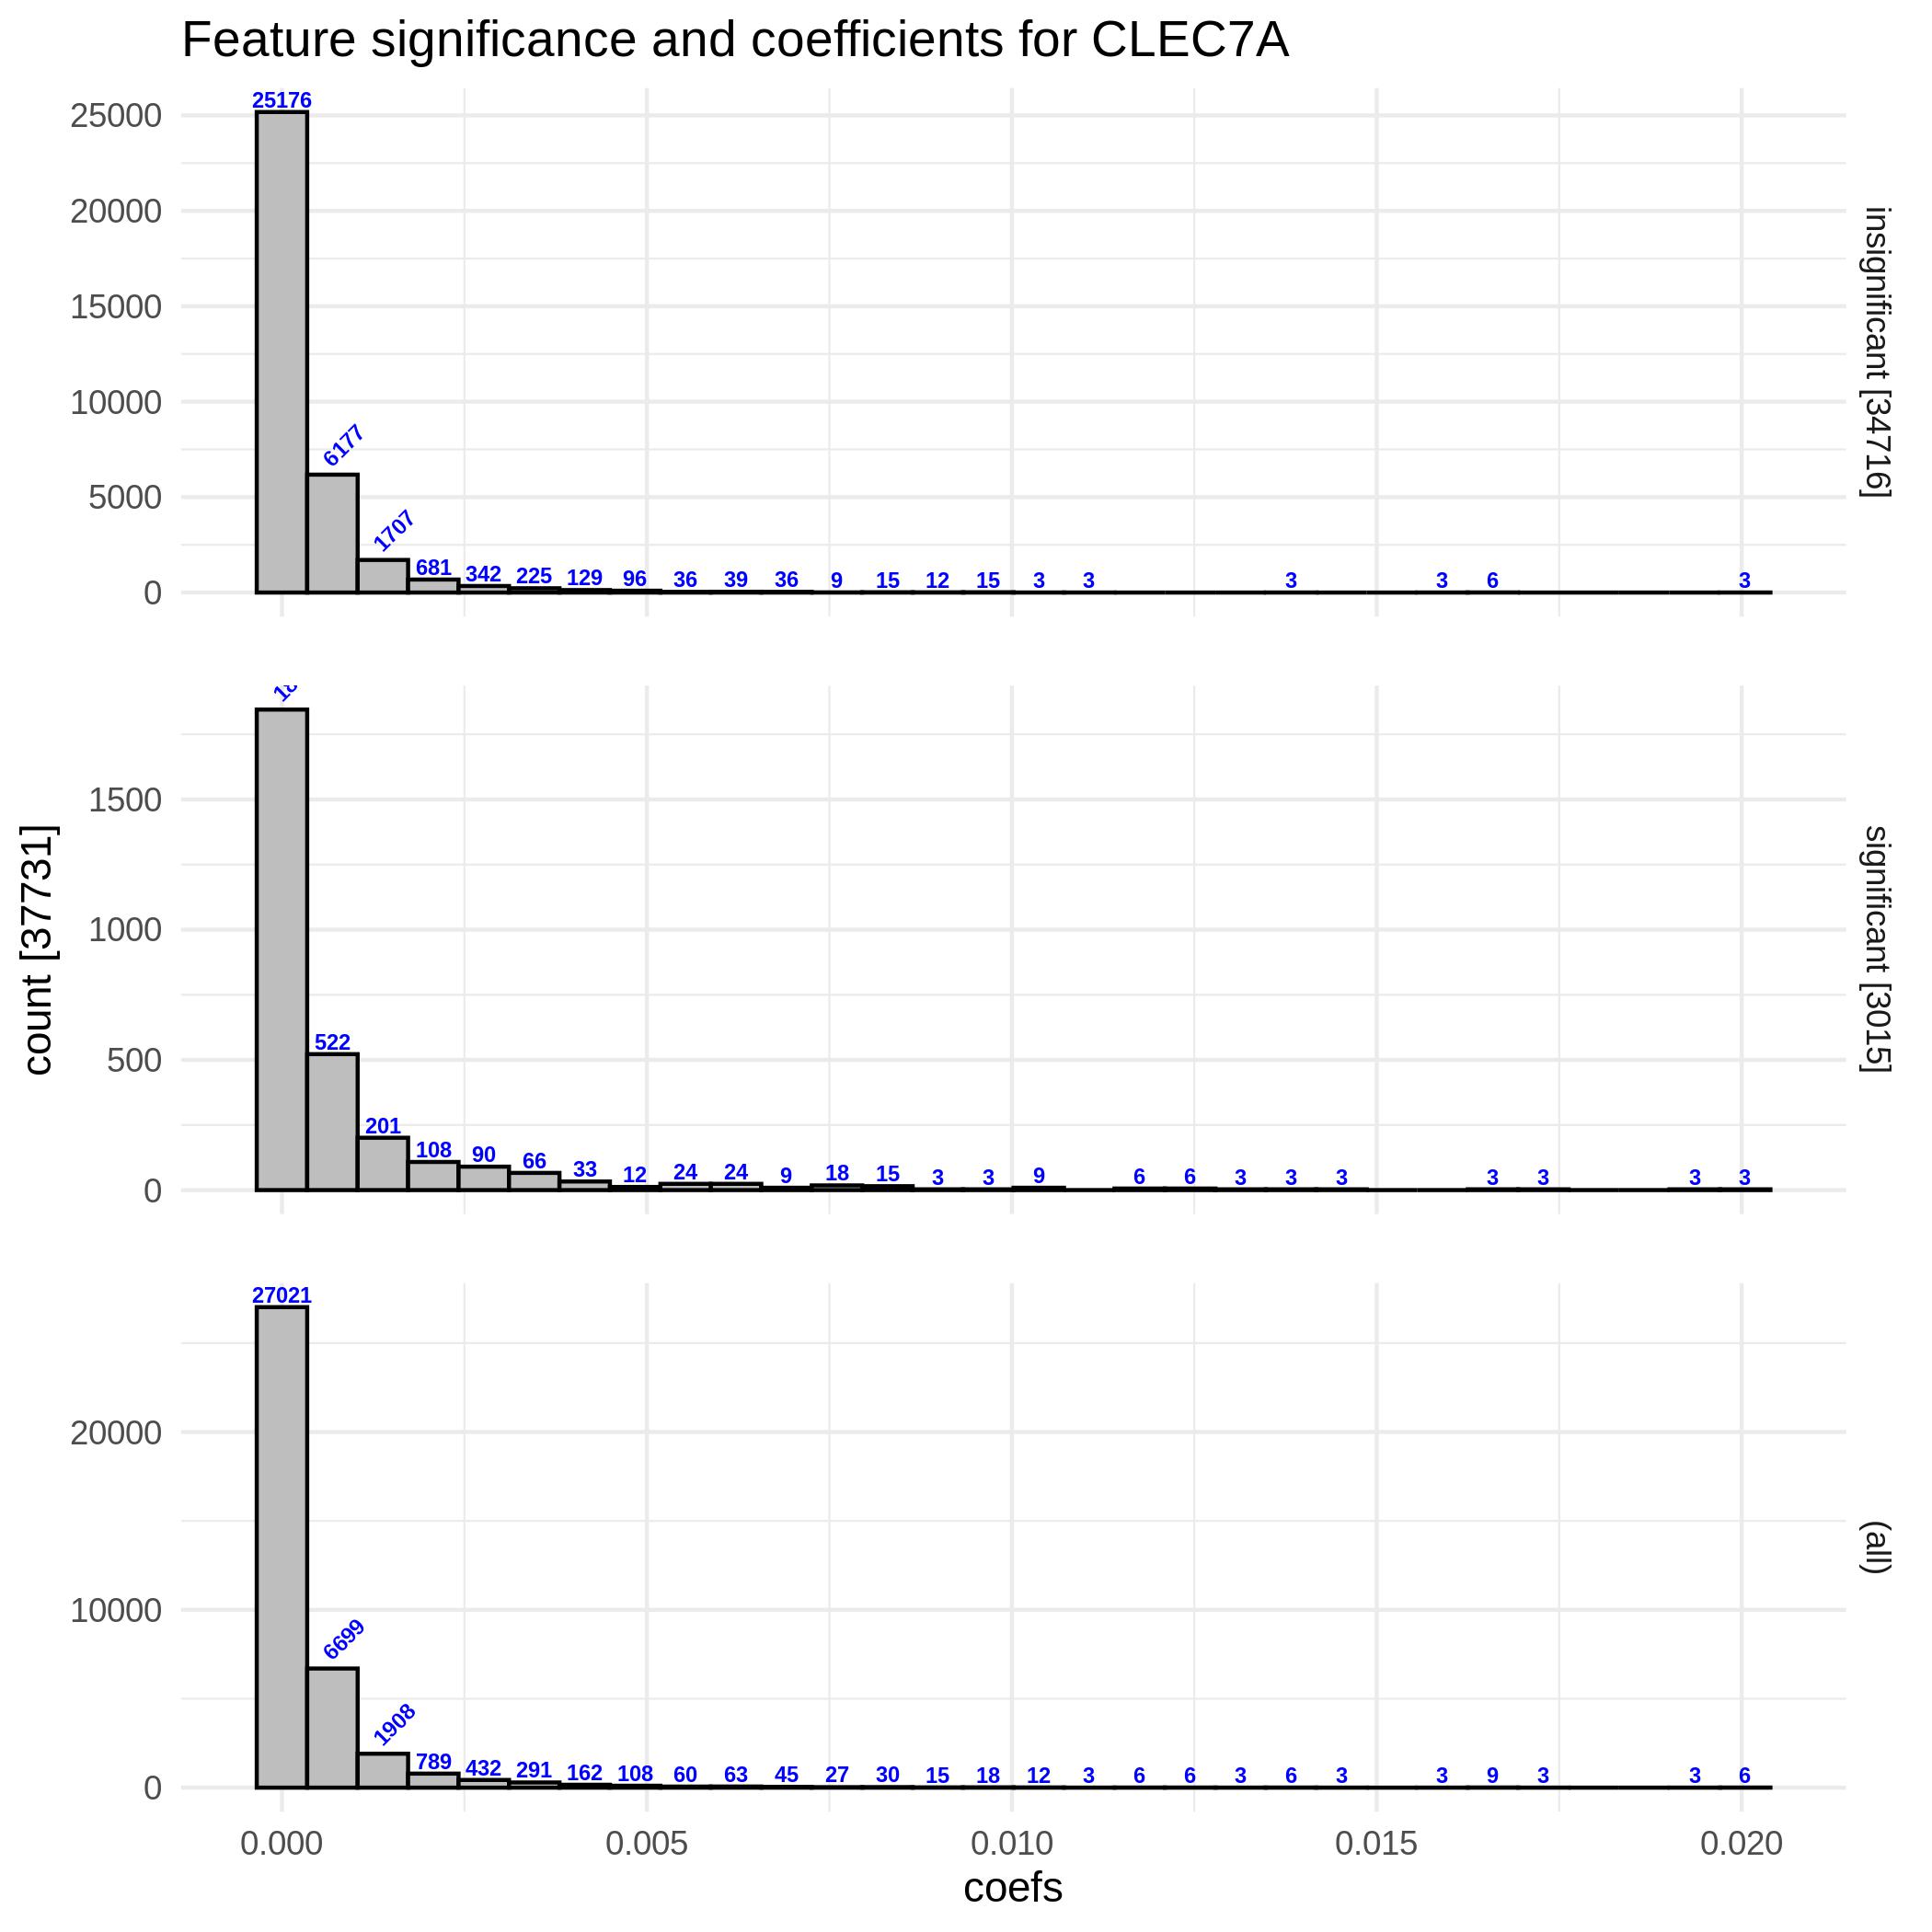 Feature significance and coefficients for CLEC7A
25000
20000
15000
10000
5000
0
25176
6177
1707
681 342 225 129 96 36 39 36 9 15 12 15 3 3 3 3 6 3
insignificant [34716]
count [37731]
1500
1000
500
0
522
201
108 90 66 33 12 24 24 9 18 15 3 3 9 6 6 3 3 3 3 3 3 3
significant [3015]
20000
10000
0
27021
6699
1908
789 432 291 162 108 60 63 45 27 30 15 18 12 3 6 6 3 6 3 3 9 3 3 6
(all)
0.000 0.005 0.010 0.015 0.020
coefs